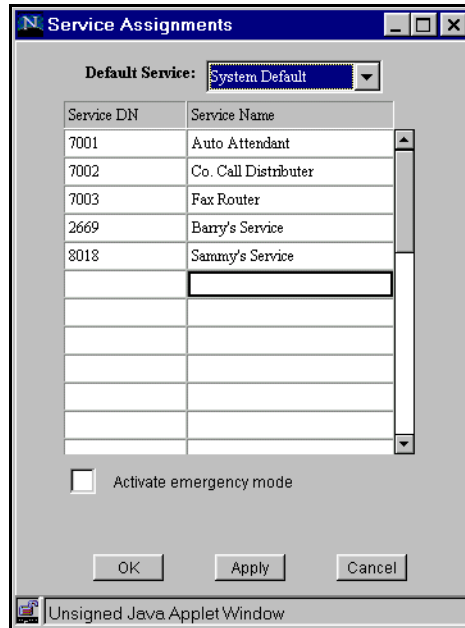 N Service Assignments
Default Service: System Default
Service DN Service Name
7001 Auto Attendant
7002 Co. Call Distributer
7003 Fax Router
2669 Barry's Service
8018 Sammy's Service
Activate emergency mode
OK Apply Cancel
Unsigned Java Applet Window